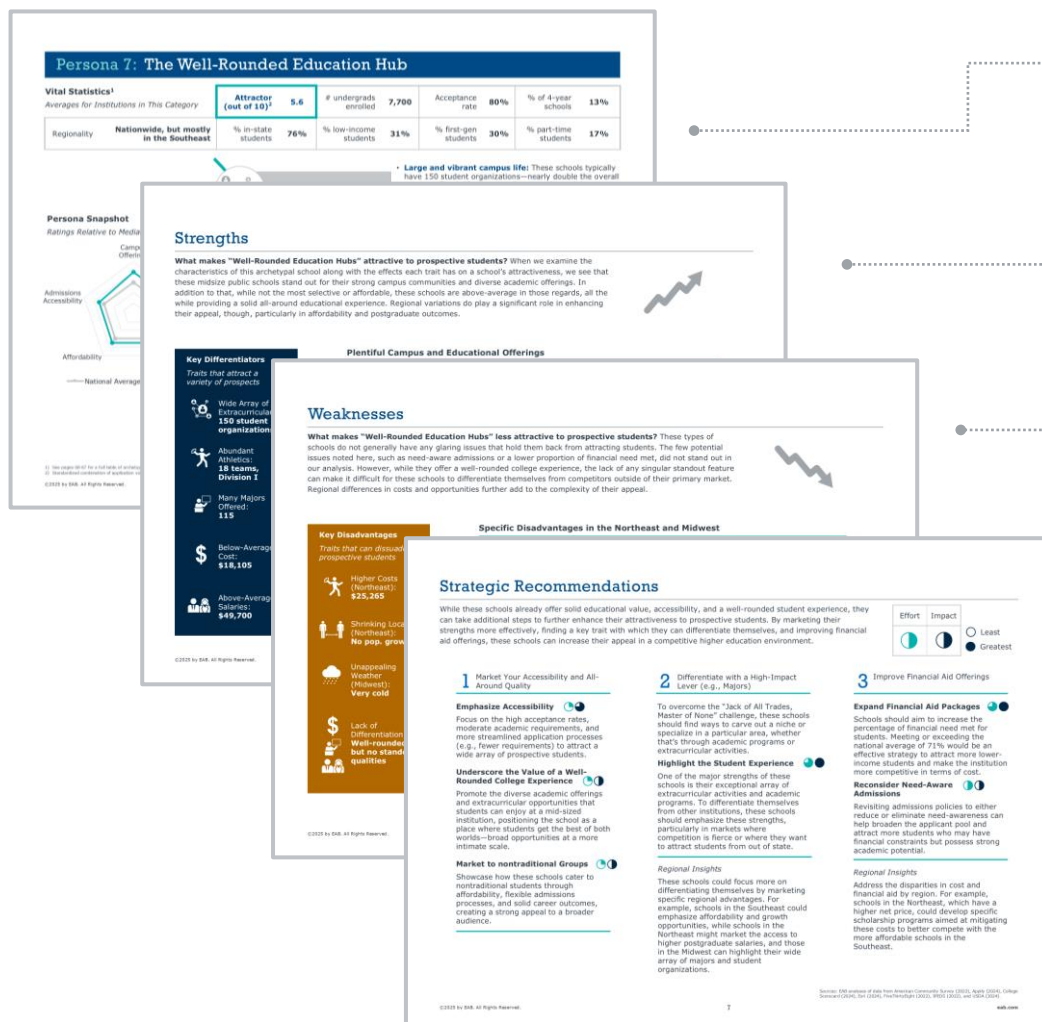 Persona 7: The Well-Rounded Education Hub
Vital Statistics¹
Averages for Institutions in This Category
Attractor (out of 10)² 5.6
# undergrads enrolled 7,700
Acceptance rate 80%
% of 4-year schools 13%
Regionality Nationwide, but mostly in the Southeast
% in-state students 76%
% low-income students 31%
% first-gen students 30%
% part-time students 17%
• Large and vibrant campus life: These schools typically
have 150 student organizations—nearly double the overall
Persona Snapshot
Ratings Relative to Media
Camp
Offerin
Admissions
Accessibility
Affordability
National Average
©2025 by EAB. All Rights Reserved.
Strengths
What makes "Well-Rounded Education Hubs" attractive to prospective students? When we examine the
characteristics of this archetypal school along with the effects each trait has on a school's attractiveness, we see that
these midsize public schools stand out for their strong campus communities and diverse academic offerings. In
addition to that, while not the most selective or affordable, these schools are above-average in those regards, all the
while providing a solid all-around educational experience. Regional variations do play a significant role in enhancing
their appeal, though, particularly in affordability and postgraduate outcomes.
Key Differentiators
Traits that attract a
variety of prospects
Wide Array of
Extracurricula
150 student
organization
Abundant
Athletics:
18 teams,
Division I
Many Majors
Offered:
115
Below-Average
Cost:
$18,105
Above-Average
Salaries:
$49,700
Plentiful Campus and Educational Offerings
©2025 by EAB. All Rights Reserved.
Weaknesses
What makes "Well-Rounded Education Hubs" less attractive to prospective students? These types of
schools do not generally have any glaring issues that hold them back from attracting students. The few potential
issues noted here, such as need-aware admissions or a lower proportion of financial need met, did not stand out in
our analysis. However, while they offer a well-rounded college experience, the lack of any singular standout feature
can make it difficult for these schools to differentiate themselves from competitors outside of their primary market.
Regional differences in costs and opportunities further add to the complexity of their appeal.
Key Disadvantages
Traits that can dissuade
prospective students
Higher Costs
(Northeast):
$25,265
Shrinking Loca
(Northeast):
No pop. grow
Unappealing
Weather
(Midwest):
Very cold
Lack of
Differentiation
Well-rounded
but no stando
qualities
Specific Disadvantages in the Northeast and Midwest
©2025 by EAB. All Rights Reserved.
Strategic Recommendations
While these schools already offer solid educational value, accessibility, and a well-rounded student experience, they
can take additional steps to further enhance their attractiveness to prospective students. By marketing their
strengths more effectively, finding a key trait with which they can differentiate themselves, and improving financial
aid offerings, these schools can increase their appeal in a competitive higher education environment.
Effort Impact
Least
Greatest
1 Market Your Accessibility and All-
Around Quality
Emphasize Accessibility
Focus on the high acceptance rates,
moderate academic requirements, and
more streamlined application processes
(e.g., fewer requirements) to attract a
wide array of prospective students.
Underscore the Value of a Well-
Rounded College Experience
Promote the diverse academic offerings
and extracurricular opportunities that
students can enjoy at a mid-sized
institution, positioning the school as a
place where students get the best of both
worlds—broad opportunities at a more
intimate scale.
Market to nontraditional Groups
Showcase how these schools cater to
nontraditional students through
affordability, flexible admissions
processes, and solid career outcomes,
creating a strong appeal to a broader
audience.
2 Differentiate with a High-Impact
Lever (e.g., Majors)
To overcome the "Jack of All Trades,
Master of None" challenge, these schools
should find ways to carve out a niche or
specialize in a particular area, whether
that's through academic programs or
extracurricular activities.
Highlight the Student Experience
One of the major strengths of these
schools is their exceptional array of
extracurricular activities and academic
programs. To differentiate themselves
from other institutions, these schools
should emphasize these strengths,
particularly in markets where
competition is fierce or where they want
to attract students from out of state.
Regional Insights
These schools could focus more on
differentiating themselves by marketing
specific regional advantages. For
example, schools in the Southeast could
emphasize affordability and growth
opportunities, while schools in the
Northeast might market the access to
higher postgraduate salaries, and those
in the Midwest can highlight their wide
array of majors and student
organizations.
3 Improve Financial Aid Offerings
Expand Financial Aid Packages
Schools should aim to increase the
percentage of financial need met for
students. Meeting or exceeding the
national average of 71% would be an
effective strategy to attract more lower-
income students and make the institution
more competitive in terms of cost.
Reconsider Need-Aware
Admissions
Revisiting admissions policies to either
reduce or eliminate need-awareness can
help broaden the applicant pool and
attract more students who may have
financial constraints but possess strong
academic potential.
Regional Insights
Address the disparities in cost and
financial aid by region. For example,
schools in the Northeast, which have a
higher net price, could develop specific
scholarship programs aimed at mitigating
these costs to better compete with the
more affordable schools in the
Southeast.
©2025 by EAB. All Rights Reserved.
7
eab.com